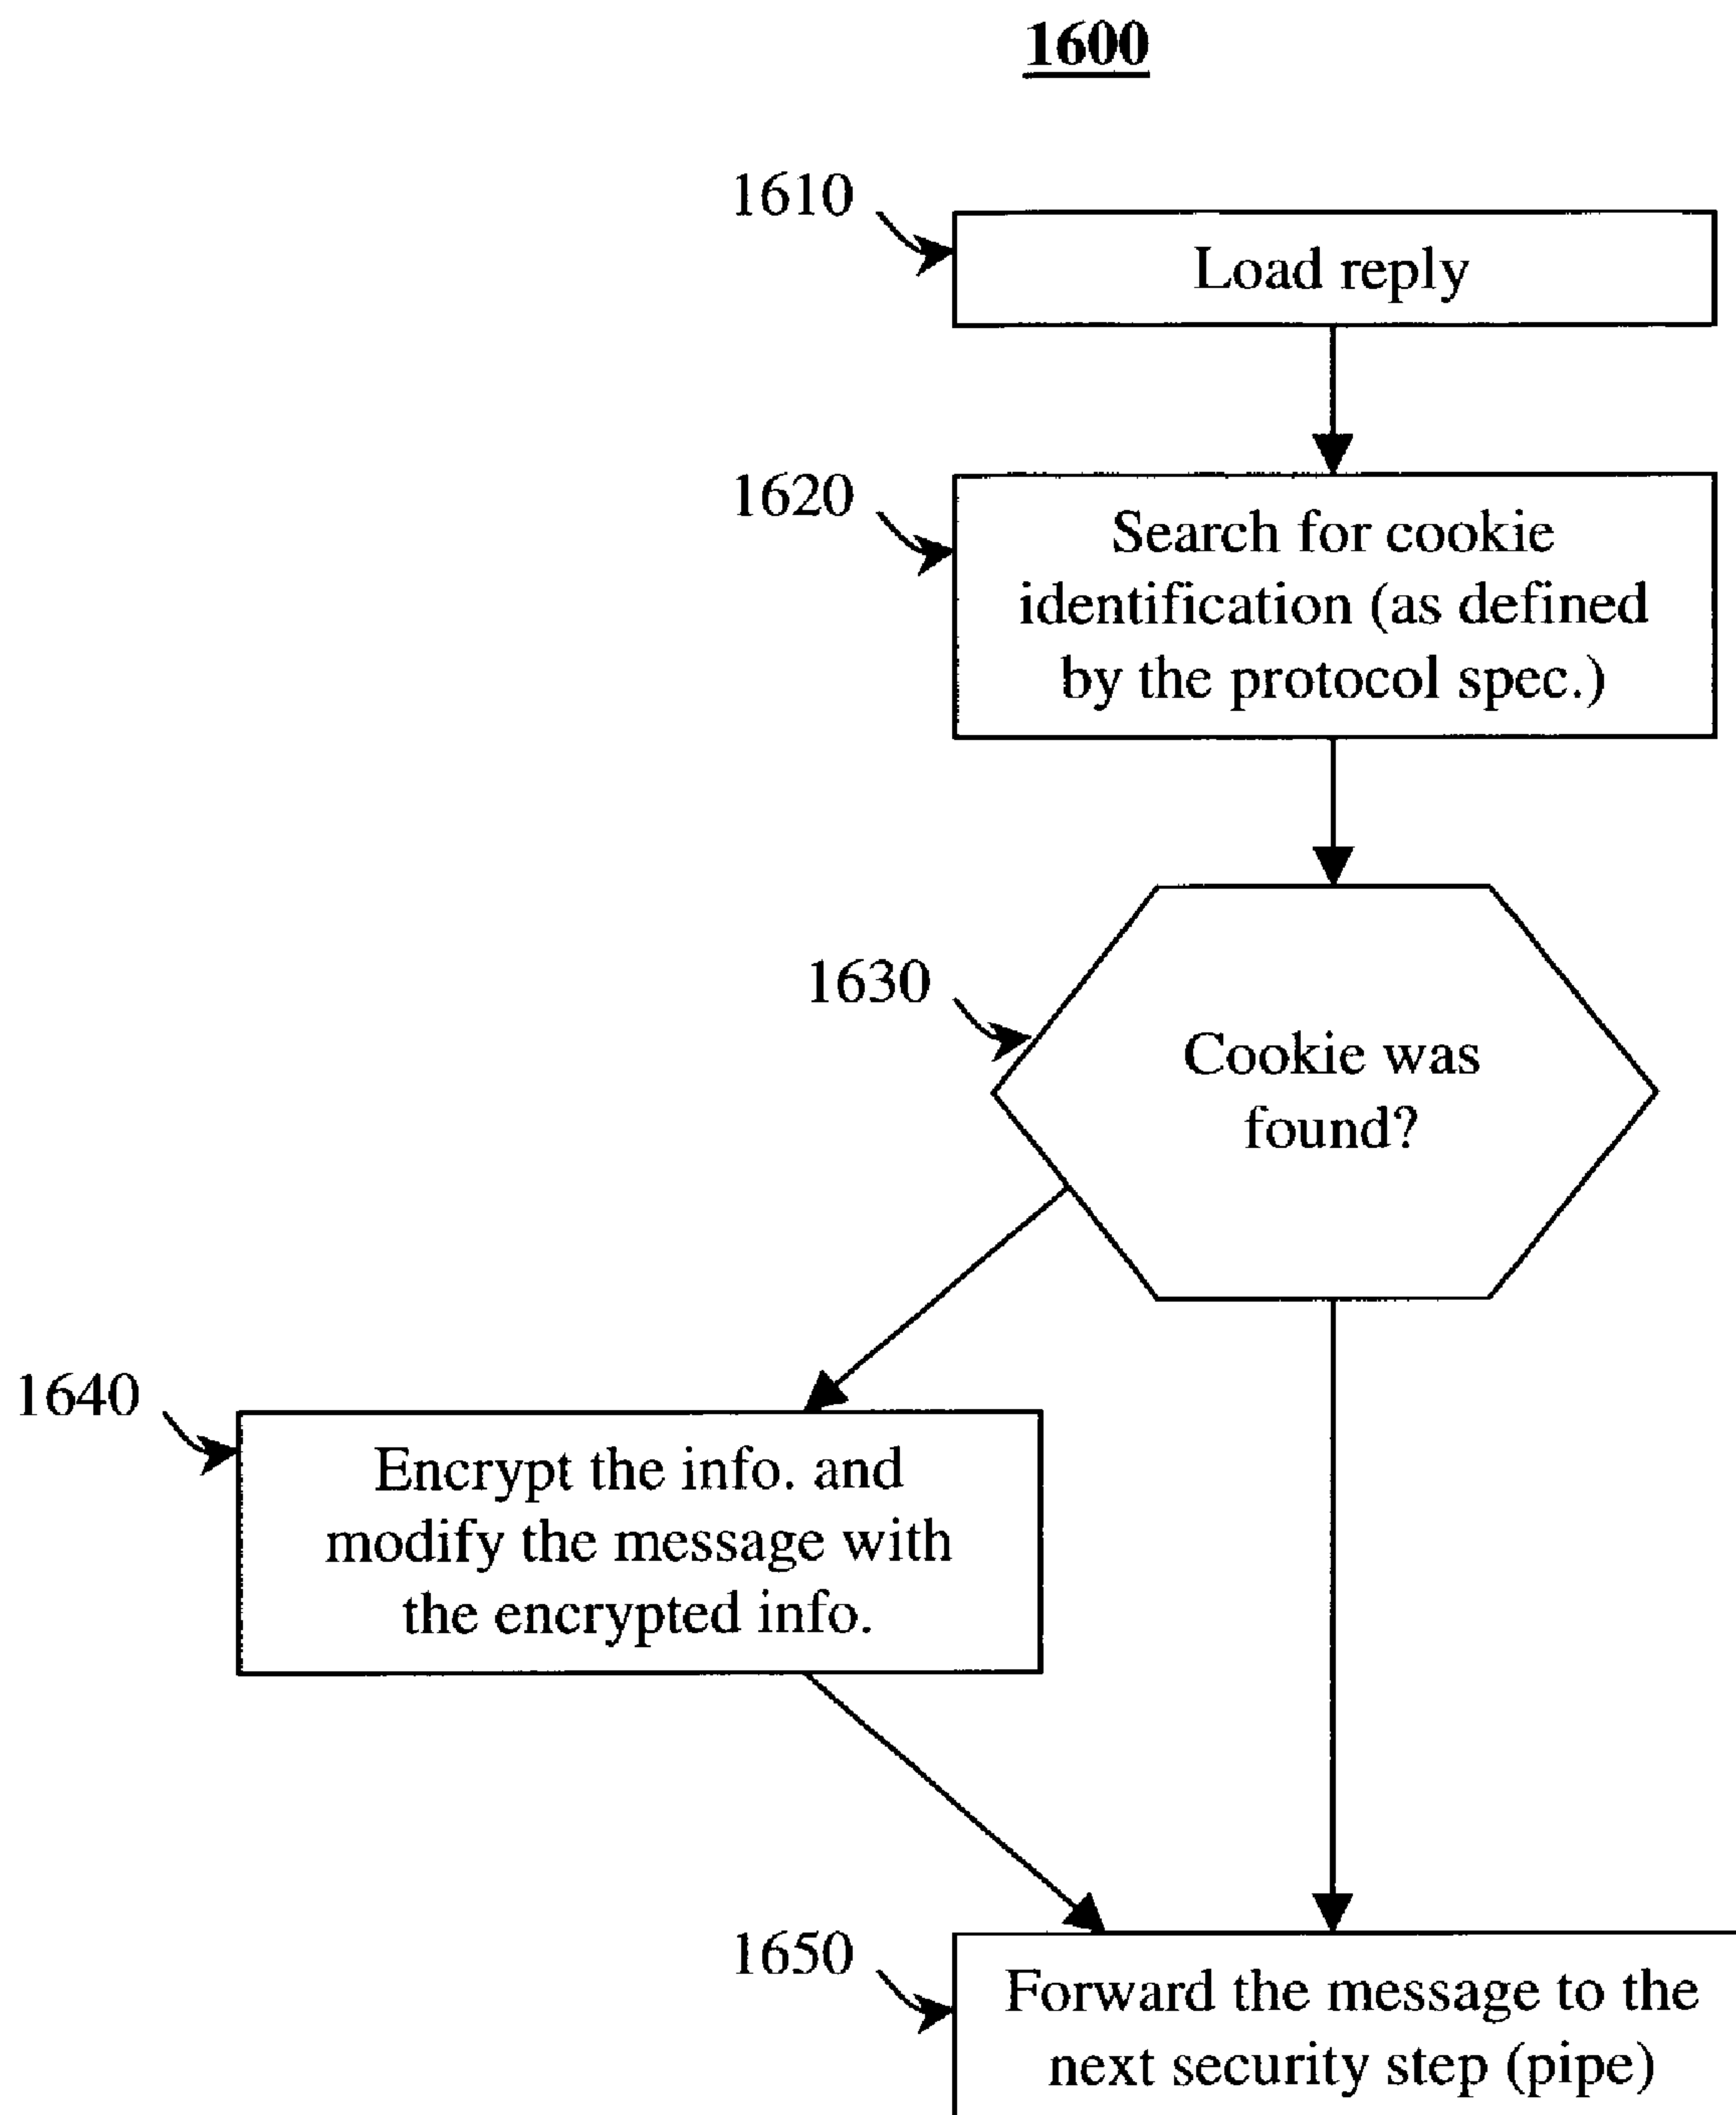 1600
1610
Load reply
1620
Search for cookie
identification (as defined
by the protocol spec.)
1630
Cookie was
found?
1640
Encrypt the info. and
modify the message with
the encrypted info.
1650
Forward the message to the
next security step (pipe)